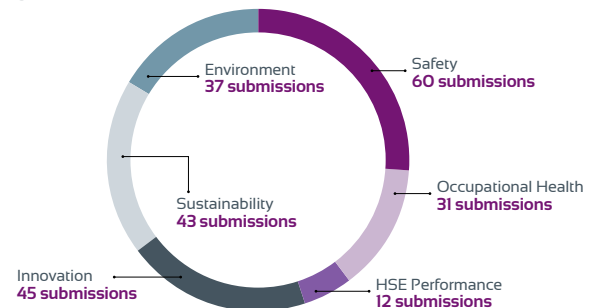 Environment
37 submissions
Safety
60 submissions
Occupational Health
31 submissions
Sustainability
43 submissions
Innovation
45 submissions
HSE Performance
12 submissions